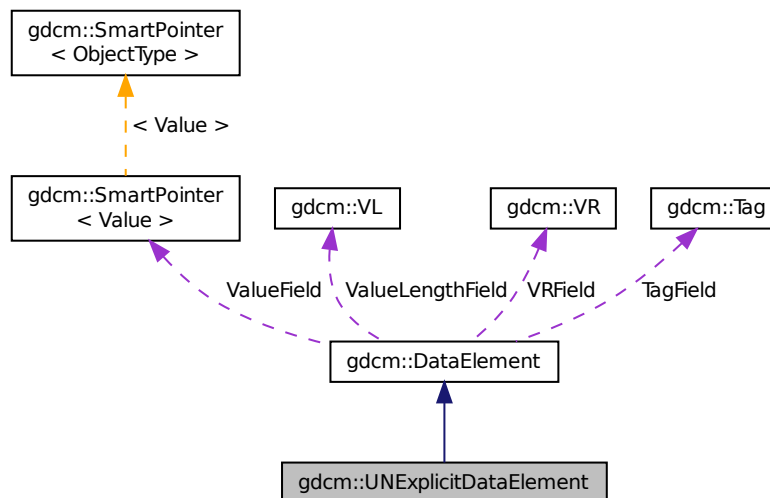 gdcm::SmartPointer
< ObjectType >
< Value >
gdcm::SmartPointer
< Value >
gdcm::VL
gdcm::VR
gdcm::Tag
ValueField
ValueLengthField
VRField
TagField
gdcm::DataElement
gdcm::UNExplicitDataElement